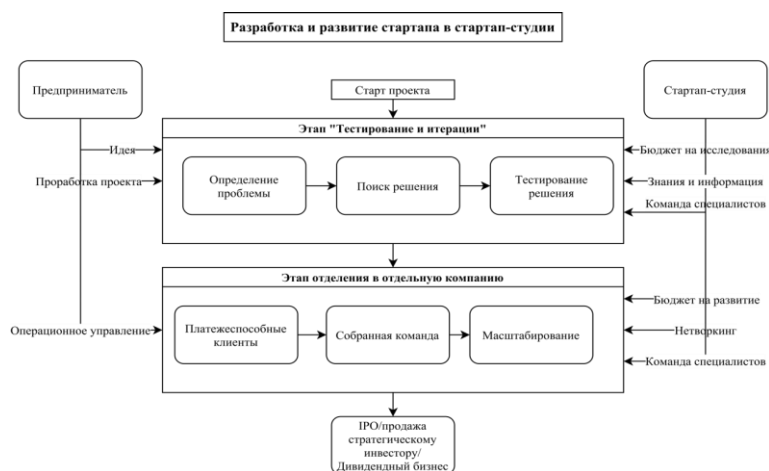 Разработка и развитие стартапа в стартап-студии
Предприниматель
Старт проекта
Стартап-студия
Этап "Тестирование и итерации"
Идея
Проработка проекта
Определение
проблемы
Поиск решения
Тестирование
решения
Бюджет на исследования
Знания и информация
Команда специалистов
Этап отделения в отдельную компанию
Операционное управление
Платежеспособные
клиенты
Собранная команда
Масштабирование
Бюджет на развитие
Нетворкинг
Команда специалистов
IPO/продажа
стратегическому
инвестору/
Дивидендный бизнес